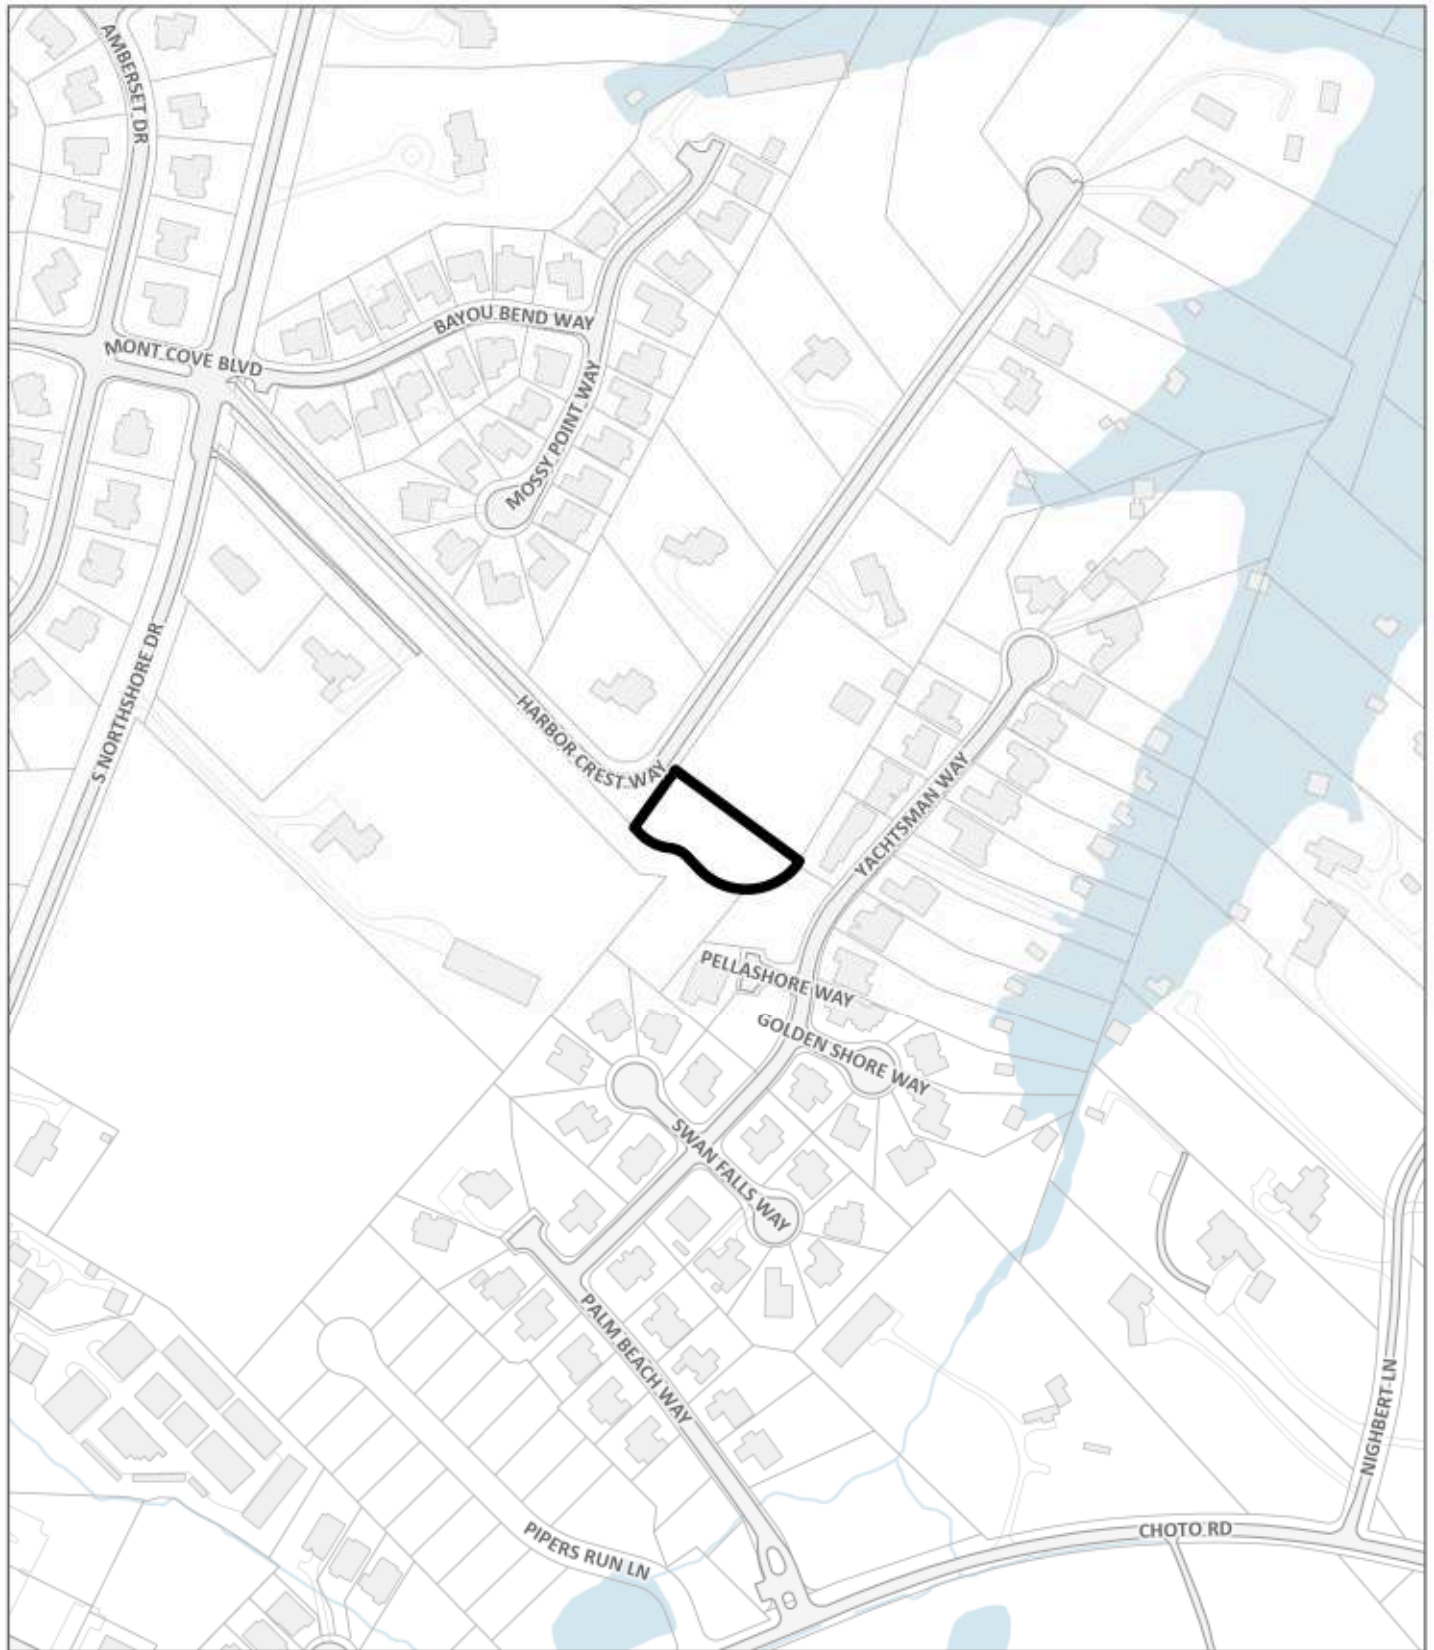 AMBERSET DR
BAYOU BEND WAY
MONT COVE BLVD
MOSSY POINT WAY
S NORTHSHORE DR
HARBOR CREST WAY
YACHTSMAN WAY
PELLASHORE WAY
GOLDEN SHORE WAY
SWAN FALLS WAY
PALM BEACH WAY
NIGHBERT LN
PIPERS RUN LN
CHOTO RD